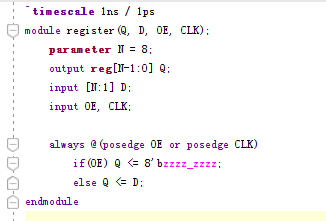 `timescale 1ns / 1ps
module register(Q, D, OE, CLK);
parameter N = 8;
output reg[N-1:0] Q;
input [N:1] D;
input OE, CLK;
always @(posedge OE or posedge CLK)
if(OE) Q <= 8'bzzzz_zzzz;
else Q <= D;
endmodule